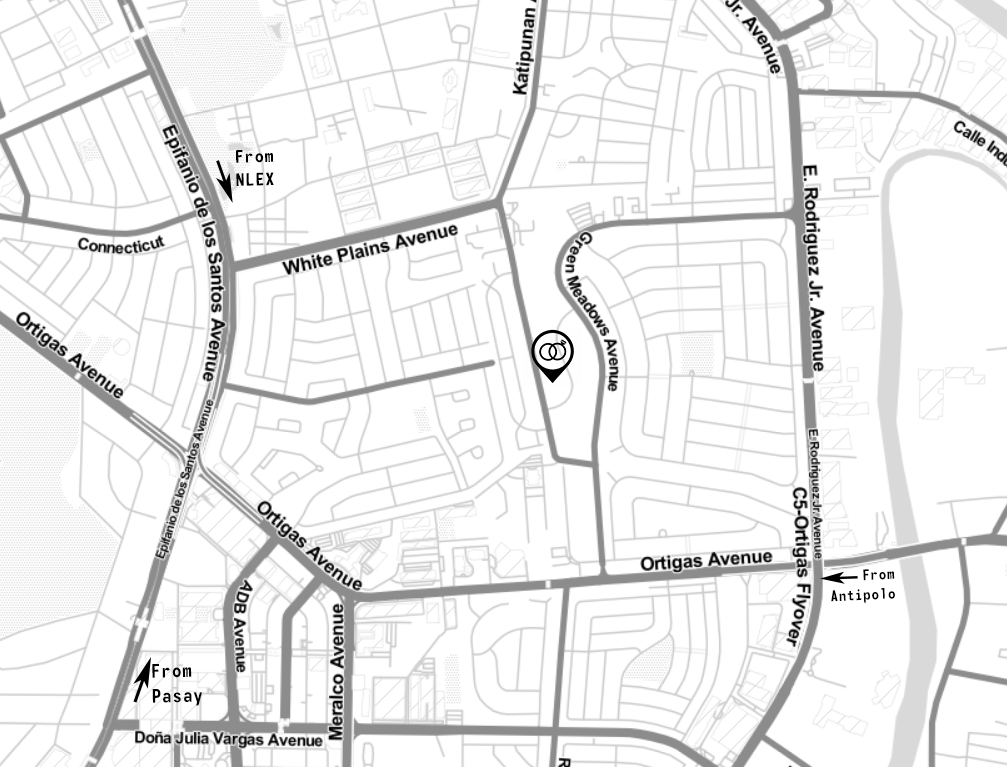 Katipunan
Jr. Avenue
Calle Ind
From
NLEX
Epifanio de los Santos Avenue
Connecticut
White Plains Avenue
Green Meadows Avenue
E. Rodriguez Jr. Avenue
Ortigas Avenue
Epifanio de los Santos Avenue
E. Rodriguez Jr. Avenue
C5-Ortigas Flyover
Ortigas Avenue
Ortigas Avenue
From
Antipolo
ADB Avenue
Meralco Avenue
From
Pasay
Doña Julia Vargas Avenue
R